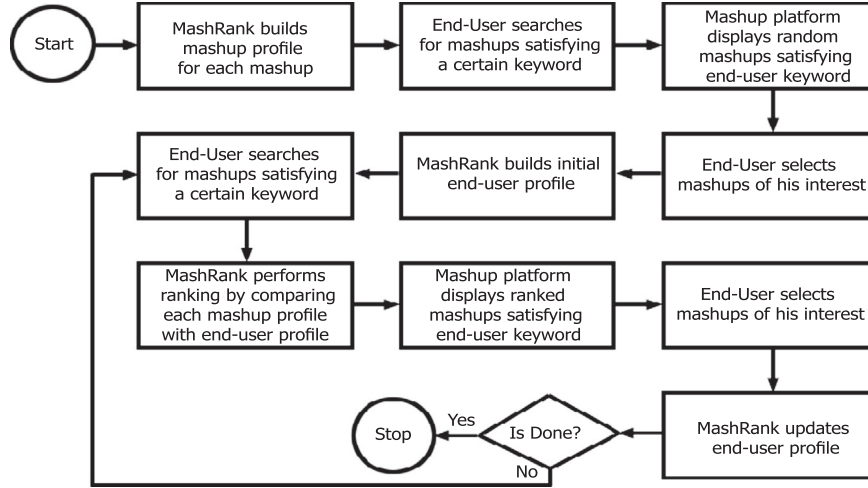 Start
MashRank builds
mashup profile
for each mashup
End-User searches
for mashups satisfying
a certain keyword
Mashup platform
displays random
mashups satisfying
end-user keyword
End-User searches
for mashups satisfying
a certain keyword
MashRank builds initial
end-user profile
End-User selects
mashups of his interest
MashRank performs
ranking by comparing
each mashup profile
with end-user profile
Mashup platform
displays ranked
mashups satisfying
end-user keyword
End-User selects
mashups of his interest
Stop
Yes
Is Done?
No
MashRank updates
end-user profile